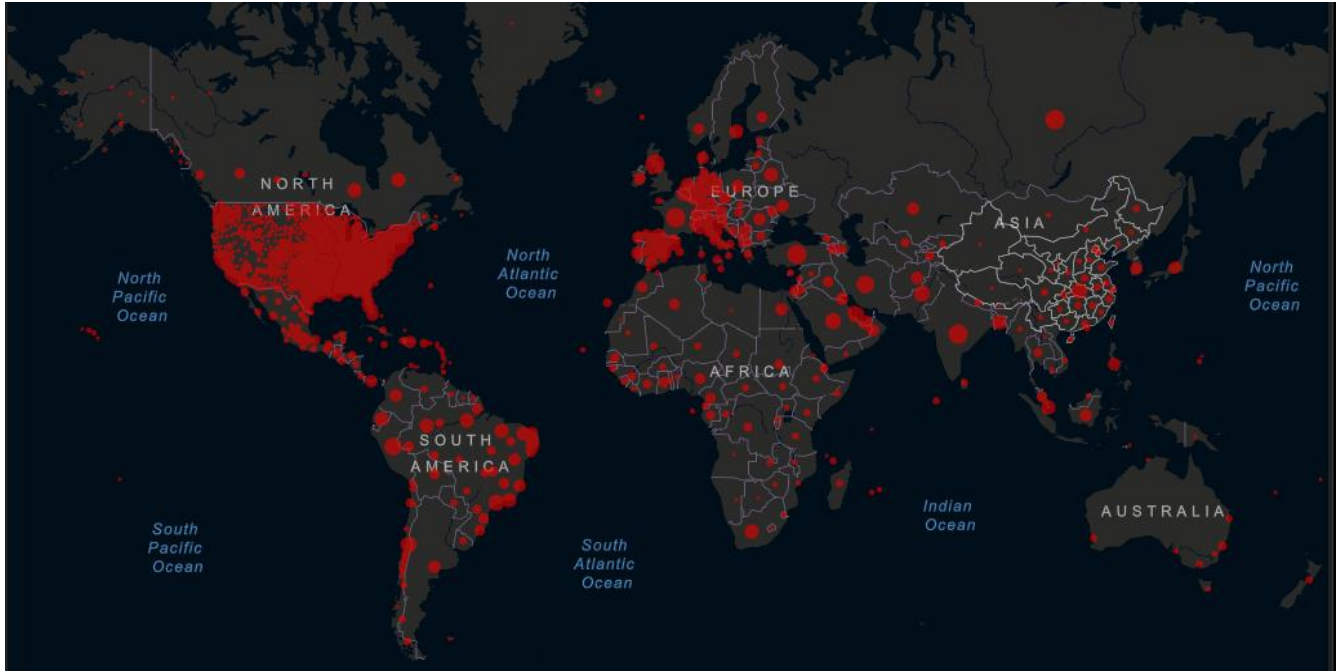 NORTH
AMERICA
EUROPE
ASIA
North
Pacific
Ocean
North
Atlantic
Ocean
North
Pacific
Ocean
AFRICA
SOUTH
AMERICA
South
Pacific
Ocean
South
Atlantic
Ocean
Indian
Ocean
AUSTRALIA